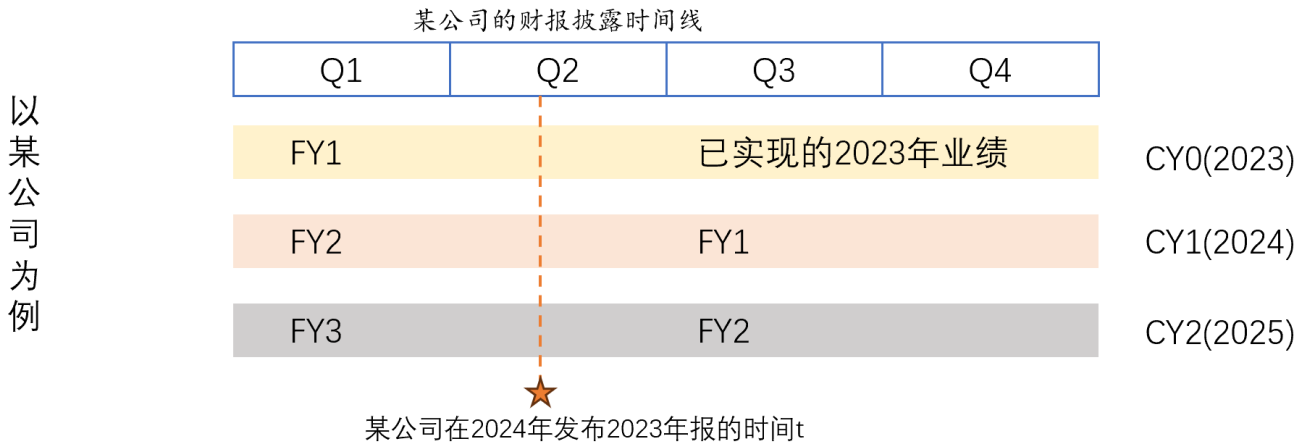 某公司的财报披露时间线
Q1 Q2 Q3 Q4
以某公司为例
FY1 已实现的2023年业绩 CY0(2023)
FY2 FY1 CY1(2024)
FY3 FY2 CY2(2025)
某公司在2024年发布2023年报的时间t